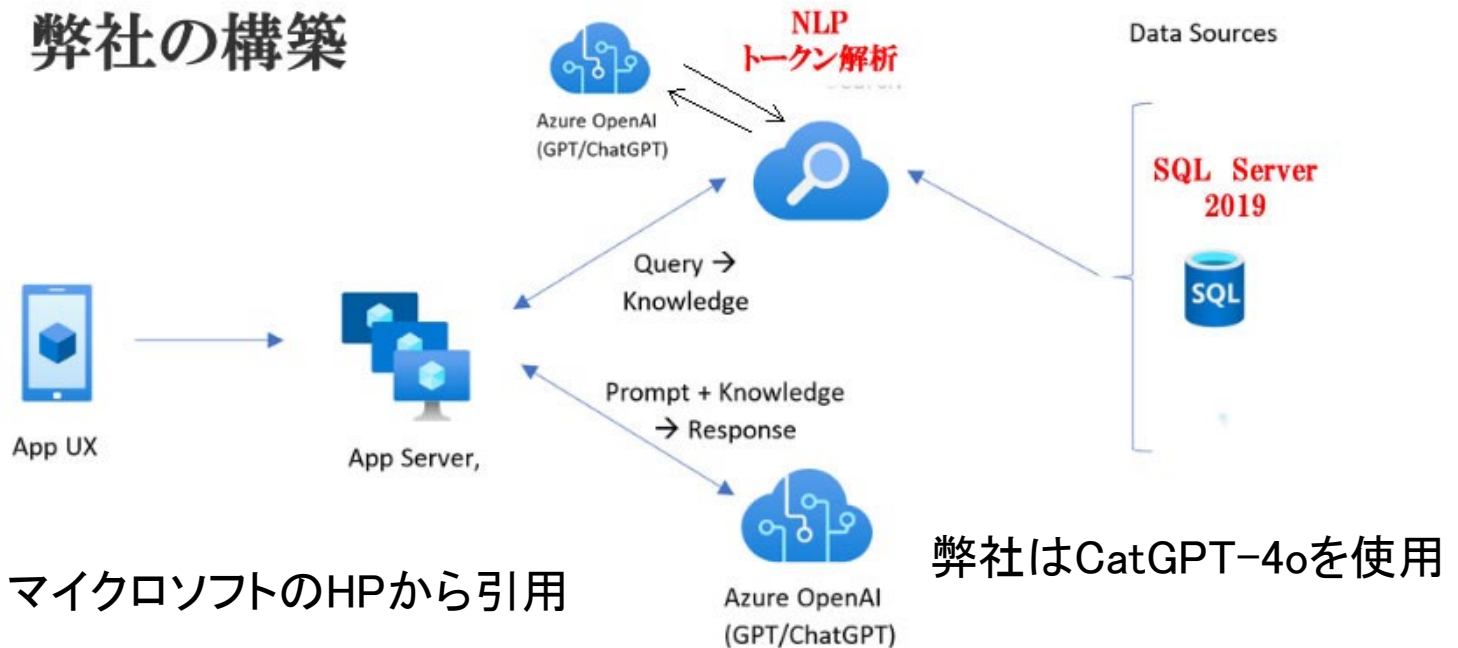 弊社の構築
NLP
トークン解析
Data Sources
Azure OpenAI
(GPT/ChatGPT)
SQL Server
2019
SQL
Query →
Knowledge
Prompt + Knowledge
→ Response
App UX
App Server,
弊社はCatGPT-4oを使用
マイクロソフトのHPから引用
Azure OpenAI
(GPT/ChatGPT)